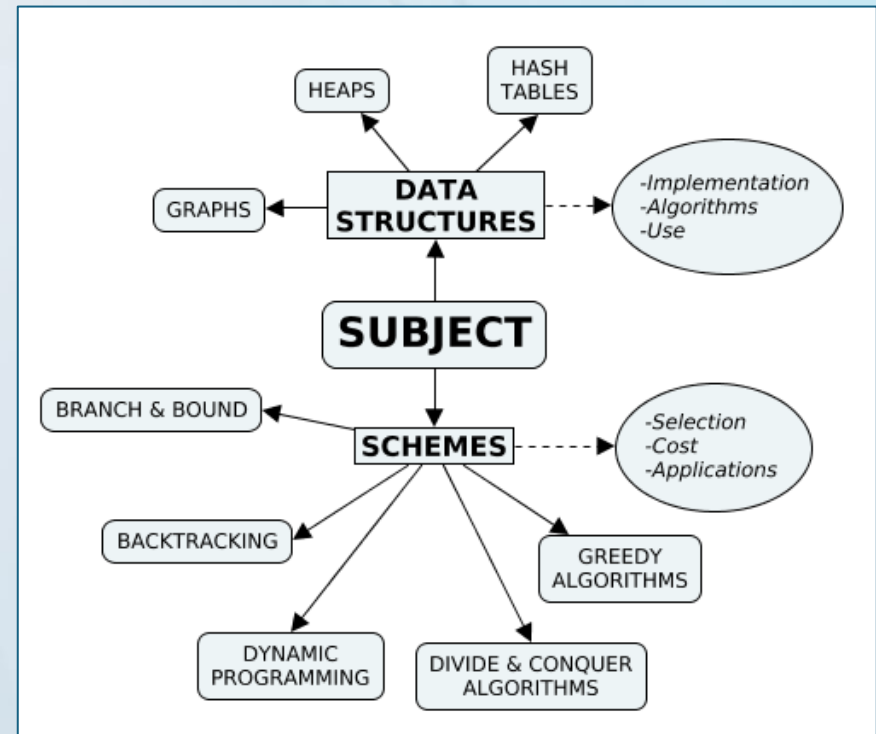 HASH
TABLES
HEAPS
DATA
STRUCTURES
-Implementation
-Algorithms
-Use
GRAPHS
SUBJECT
BRANCH & BOUND
SCHEMES
-Selection
-Cost
-Applications
BACKTRACKING
GREEDY
ALGORITHMS
DYNAMIC
PROGRAMMING
DIVIDE & CONQUER
ALGORITHMS